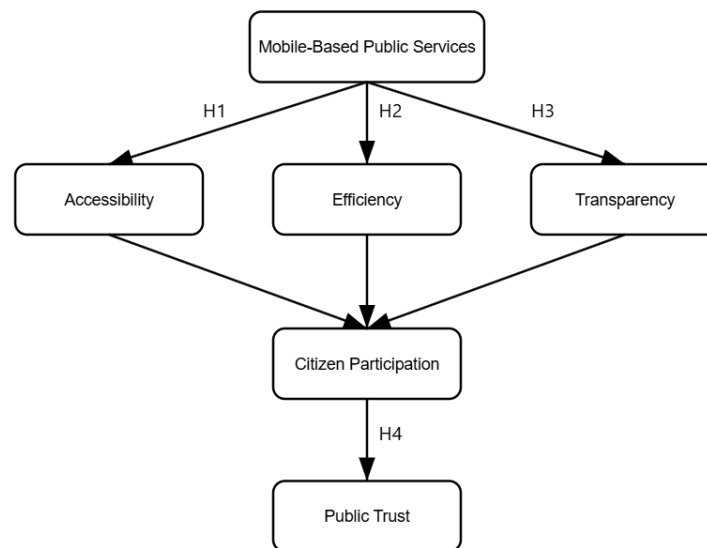 Mobile-Based Public Services
H1
H2
H3
Accessibility
Efficiency
Transparency
Citizen Participation
H4
Public Trust